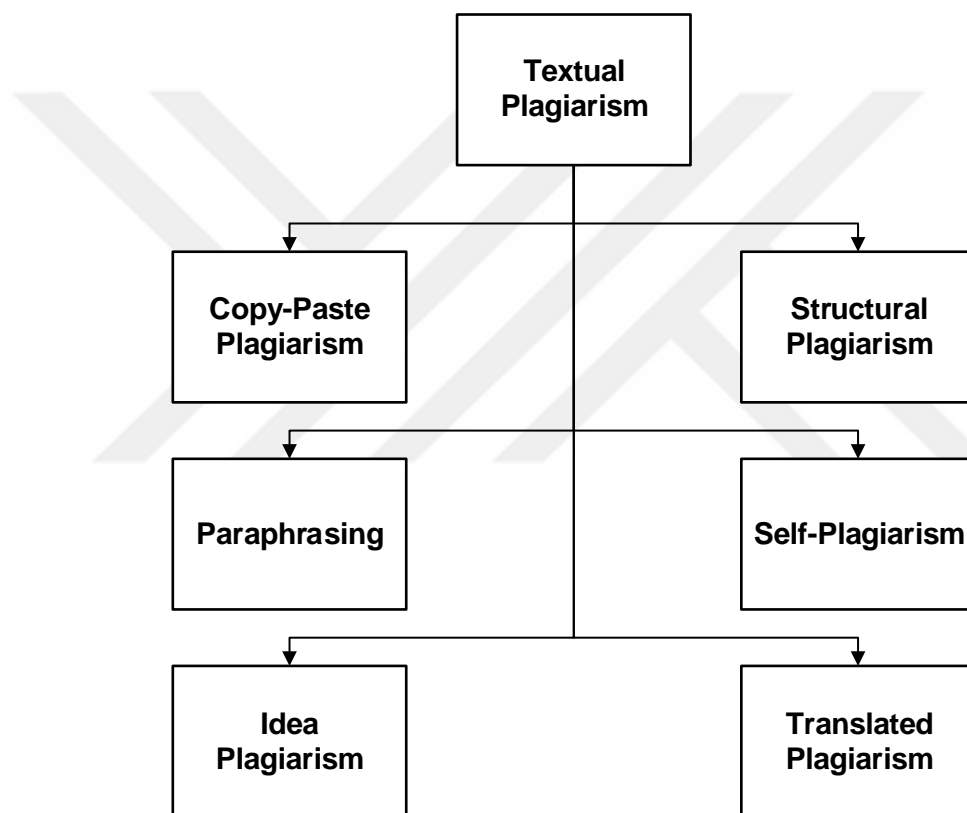 Textual
Plagiarism
Copy-Paste
Plagiarism
Structural
Plagiarism
Paraphrasing
Self-Plagiarism
Idea
Plagiarism
Translated
Plagiarism